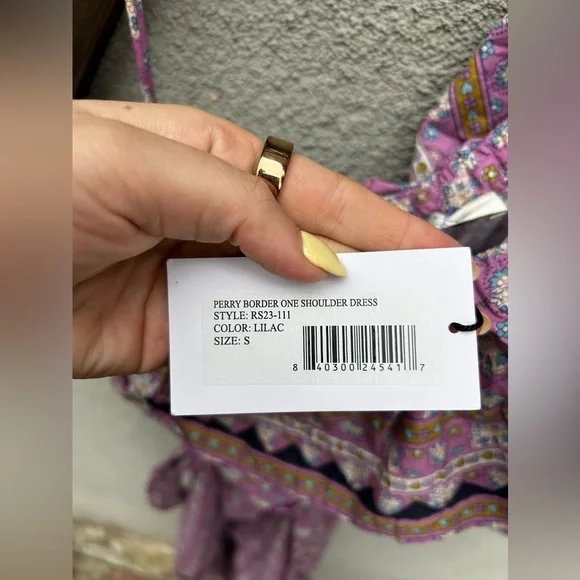 PERRY BORDER ONE SHOULDER DRESS
STYLE: RS23-111
COLOR: LILAC
SIZE: S
8 40300 24541 7